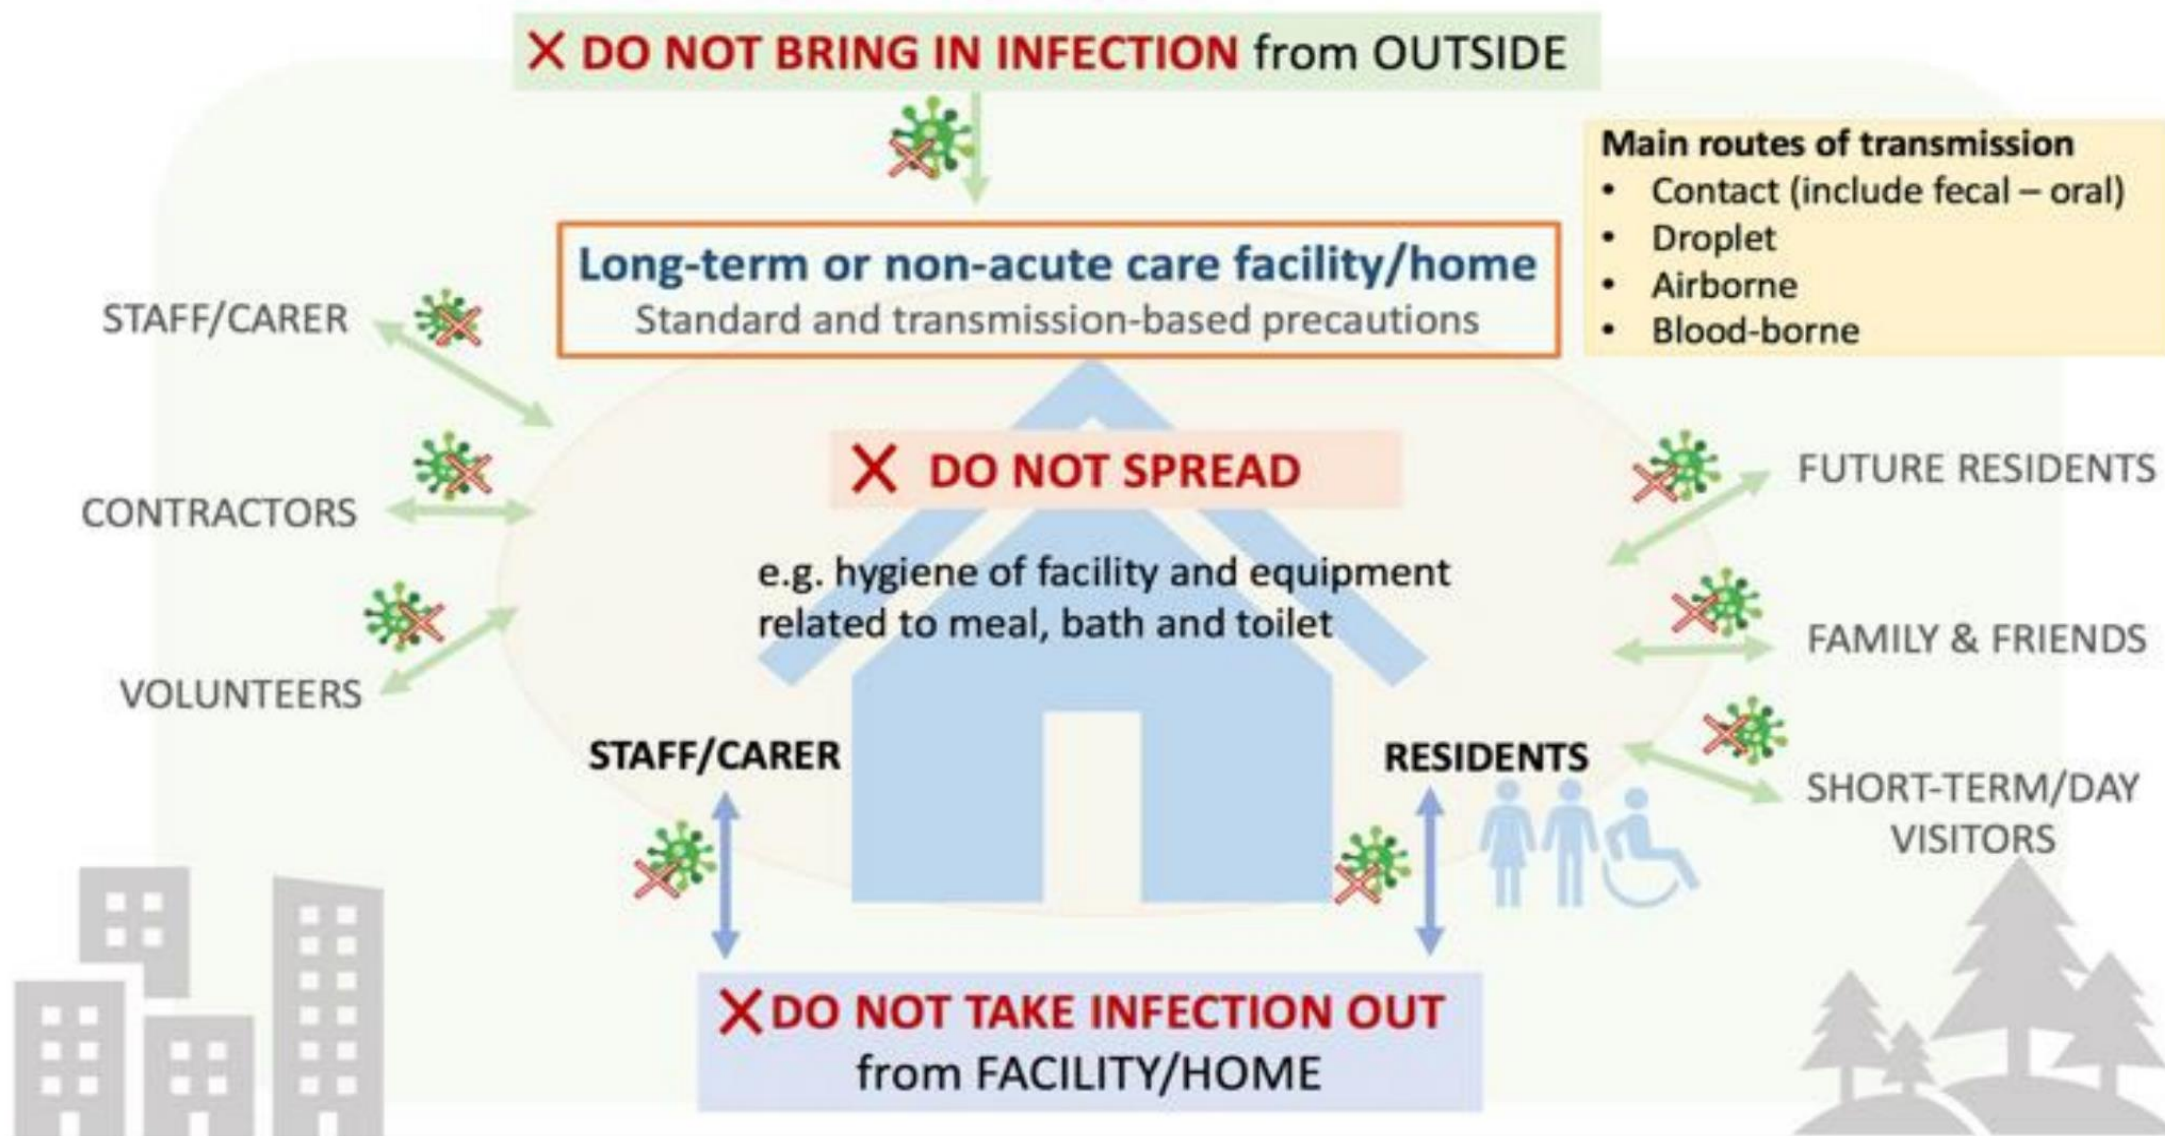 X DO NOT BRING IN INFECTION from OUTSIDE
Main routes of transmission
• Contact (include fecal – oral)
• Droplet
• Airborne
• Blood-borne
Long-term or non-acute care facility/home
Standard and transmission-based precautions
STAFF/CARER
CONTRACTORS
VOLUNTEERS
X DO NOT SPREAD
e.g. hygiene of facility and equipment
related to meal, bath and toilet
FUTURE RESIDENTS
FAMILY & FRIENDS
SHORT-TERM/DAY
VISITORS
STAFF/CARER
RESIDENTS
X DO NOT TAKE INFECTION OUT
from FACILITY/HOME